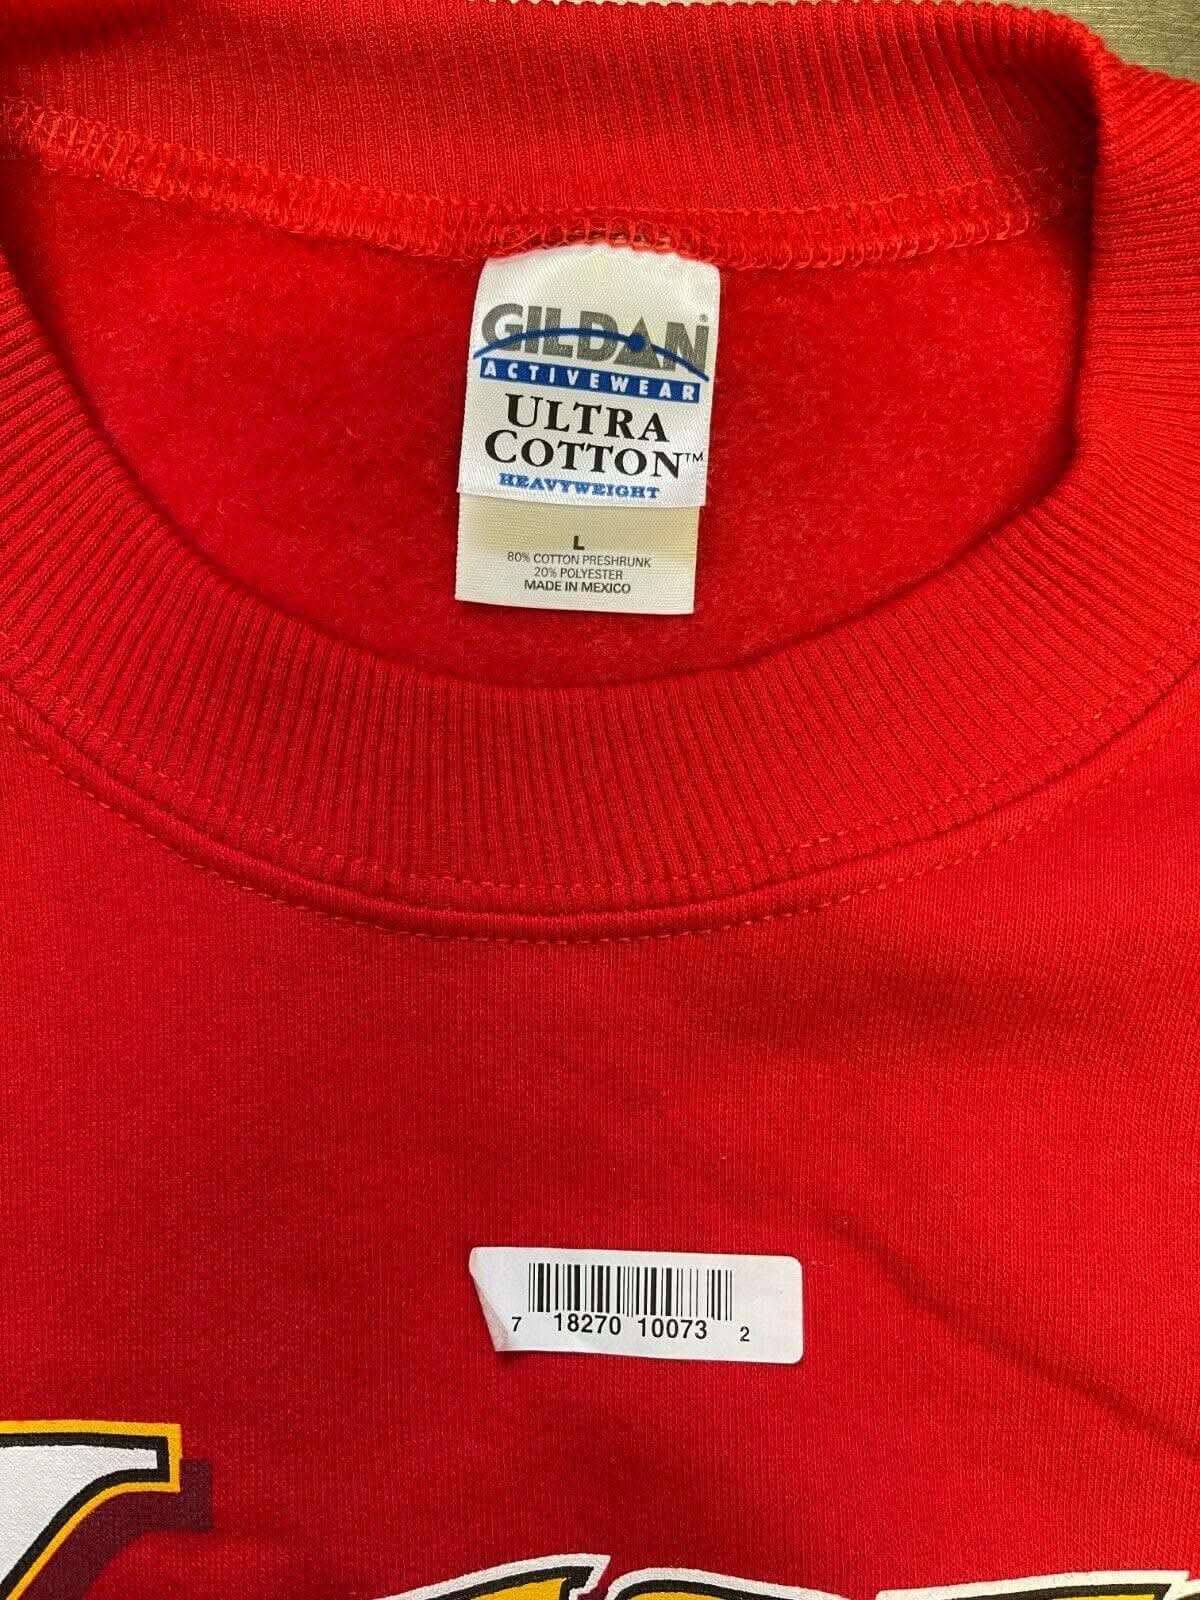 GILDAN®
ACTIVEWEAR
ULTRA
COTTON™
HEAVYWEIGHT
L
80% COTTON PRESHRUNK
20% POLYESTER
MADE IN MEXICO
7 18270 10073 2